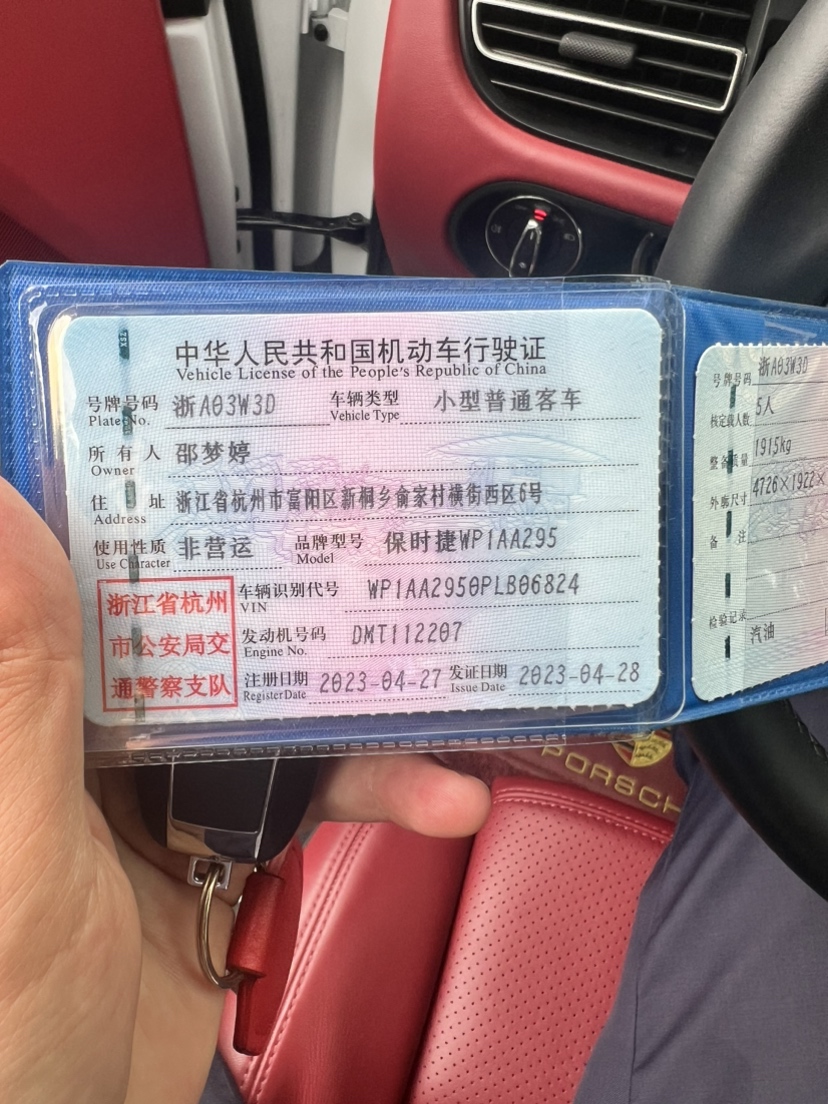 中华人民共和国机动车行驶证
Vehicle License of the People's Republic of China
号牌号码 浙A03W3D 车辆类型 小型普通客车
Plate No. Vehicle Type
所有人 邵梦婷
Owner
住址 浙江省杭州市富阳区新桐乡俞家村横街西区6号
Address
使用性质 非营运 品牌型号 保时捷WP1AA295
Use Character Model
浙江省杭州
市公安局交
通警察支队
车辆识别代号 WP1AA2950PLB06824
VIN
发动机号码 DMT112207
Engine No.
注册日期 2023-04-27 发证日期 2023-04-28
Register Date Issue Date
号牌号码 浙A03W3D
核定载人数 5人
整备质量 1915kg
外廓尺寸 4726×1922×
备注
检验记录
汽油
PORSCH